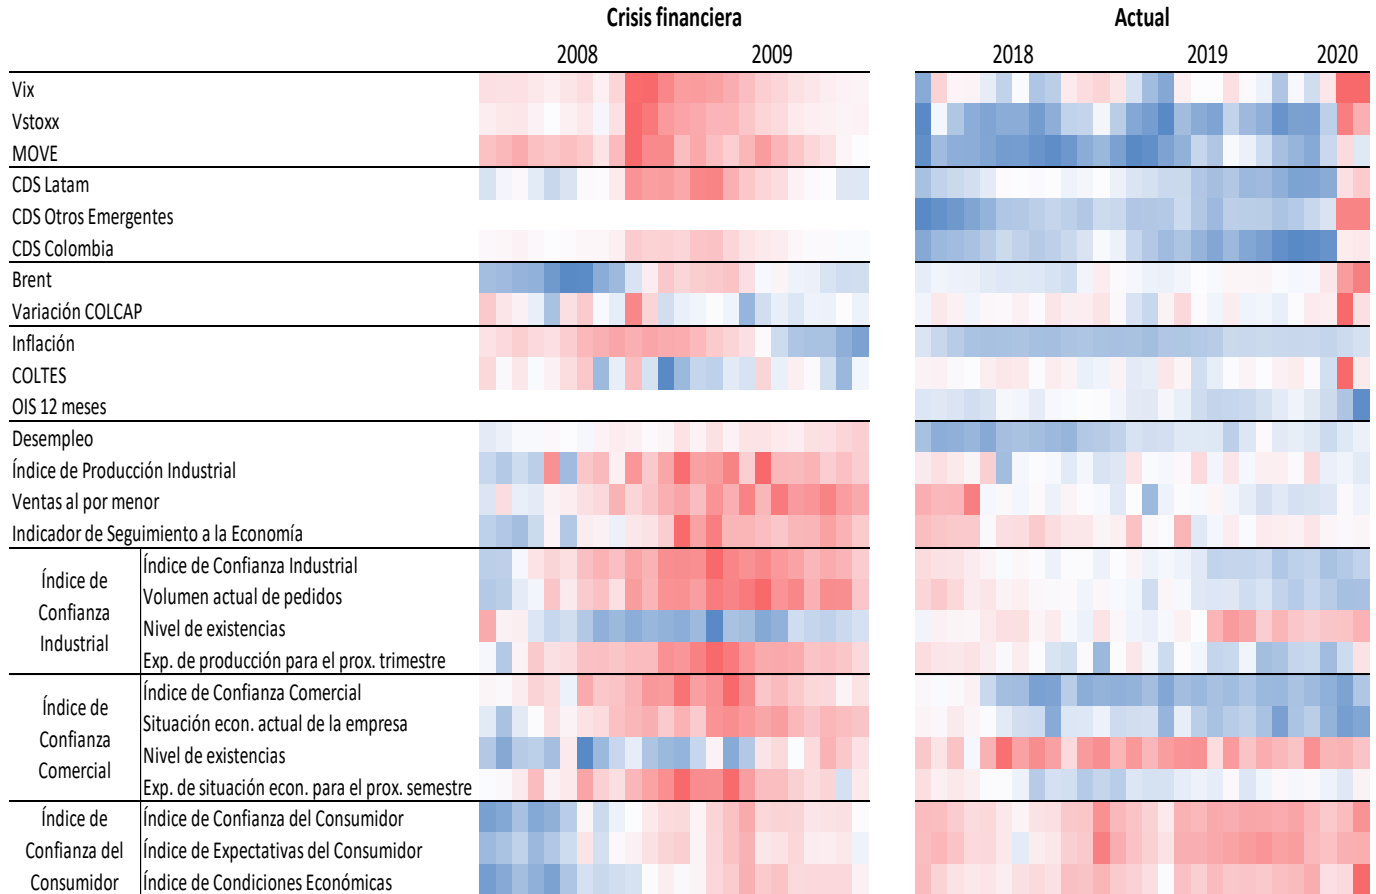 Crisis financiera Actual
2008 2009 2018 2019 2020
Vix
Vstoxx
MOVE
CDS Latam
CDS Otros Emergentes
CDS Colombia
Brent
Variación COLCAP
Inflación
COLTES
OIS 12 meses
Desempleo
Índice de Producción Industrial
Ventas al por menor
Indicador de Seguimiento a la Economía
Índice de
Confianza
Industrial
Índice de Confianza Industrial
Volumen actual de pedidos
Nivel de existencias
Exp. de producción para el prox. trimestre
Índice de
Confianza
Comercial
Índice de Confianza Comercial
Situación econ. actual de la empresa
Nivel de existencias
Exp. de situación econ. para el prox. semestre
Índice de
Confianza del
Consumidor
Índice de Confianza del Consumidor
Índice de Expectativas del Consumidor
Índice de Condiciones Económicas